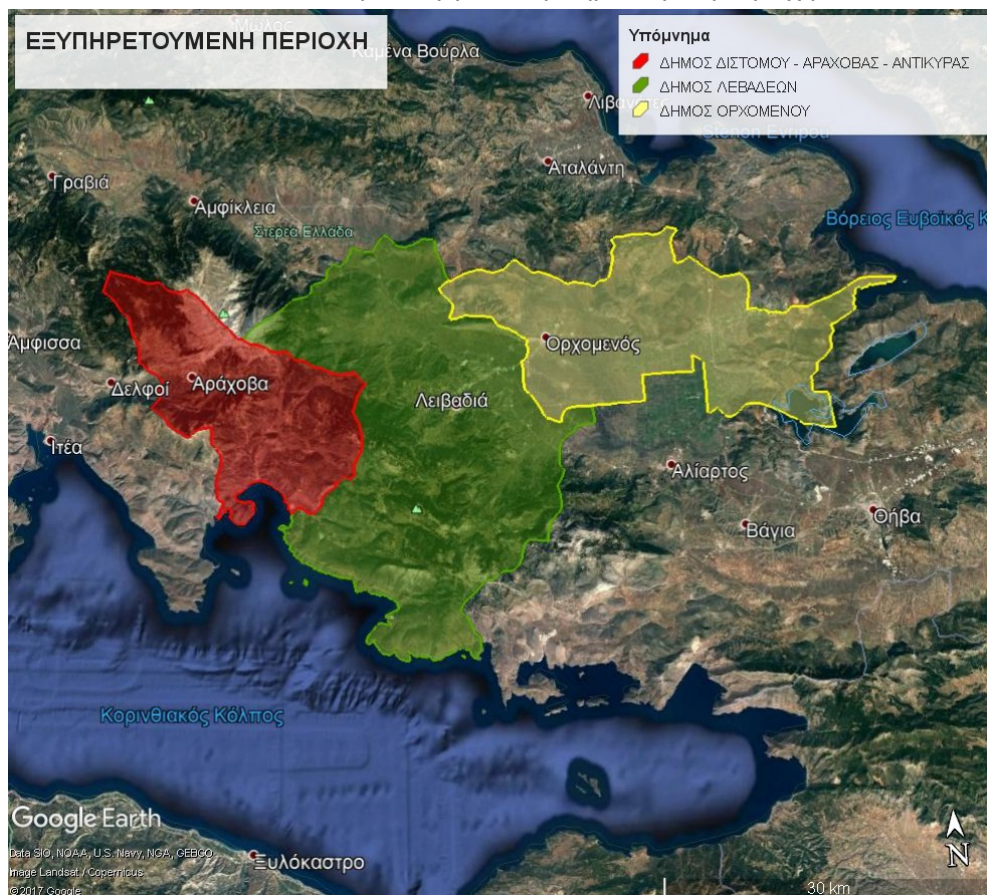 ΕΞΥΠΗΡΕΤΟΥΜΕΝΗ ΠΕΡΙΟΧΗ
Υπόμνημα
ΔΗΜΟΣ ΔΙΣΤΟΜΟΥ - ΑΡΑΧΟΒΑΣ - ΑΝΤΙΚΥΡΑΣ
ΔΗΜΟΣ ΛΕΒΑΔΕΩΝ
ΔΗΜΟΣ ΟΡΧΟΜΕΝΟΥ
Καμένα Βούρλα
Αταλάντη
Γραβιά
Αμφίκλεια
Στερεά Ελλάδα
Βόρειος Ευβοϊκός Κ
Άμφισσα
Ορχομενός
Δελφοί
Αράχοβα
Λειβαδιά
Ιτέα
Αλίαρτος
Βάγια
Θήβα
Κορινθιακός Κόλπος
Google Earth
Data SIO, NOAA, U.S. Navy, NGA, GEBCO
Image Landsat / Copernicus
© 2017 Google
Ξυλόκαστρο
N
30 km